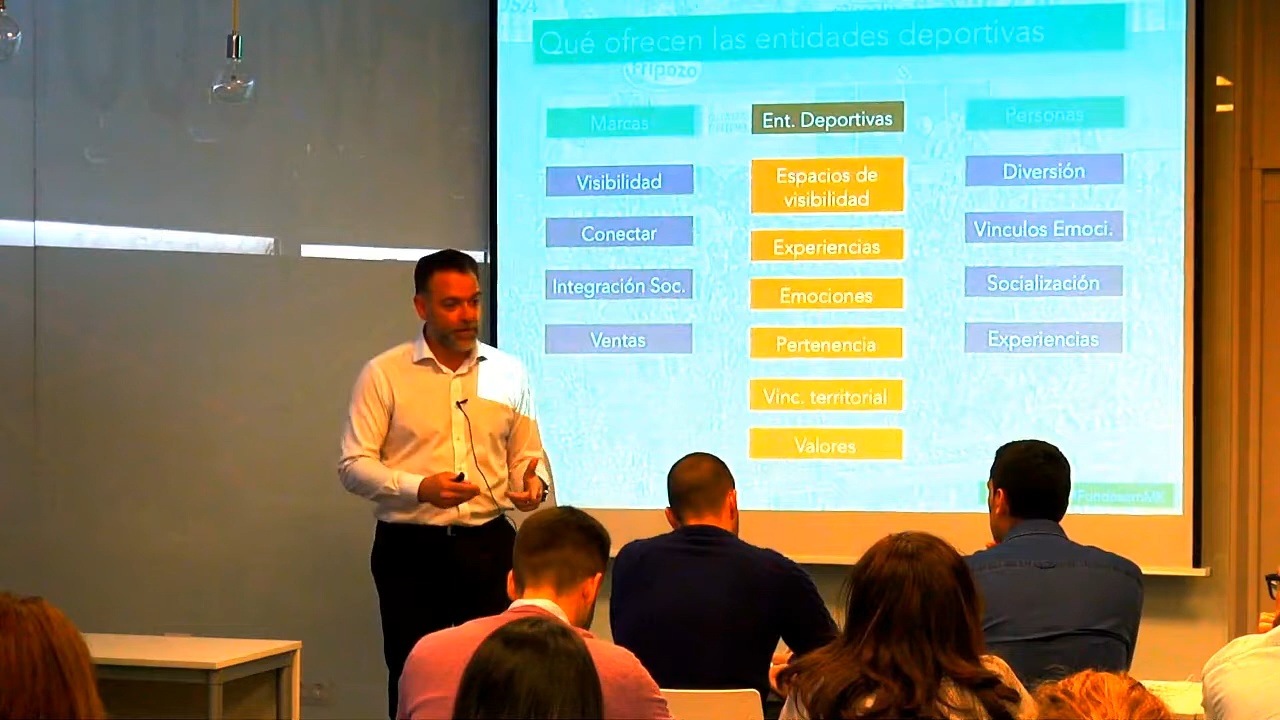 Qué ofrecen las entidades deportivas
Fripozo
Marcas
Ent. Deportivas
Personas
Visibilidad
Espacios de
visibilidad
Diversión
Conectar
Experiencias
Vinculos Emoci.
Integración Soc.
Emociones
Socialización
Ventas
Pertenencia
Experiencias
Vinc. territorial
Valores